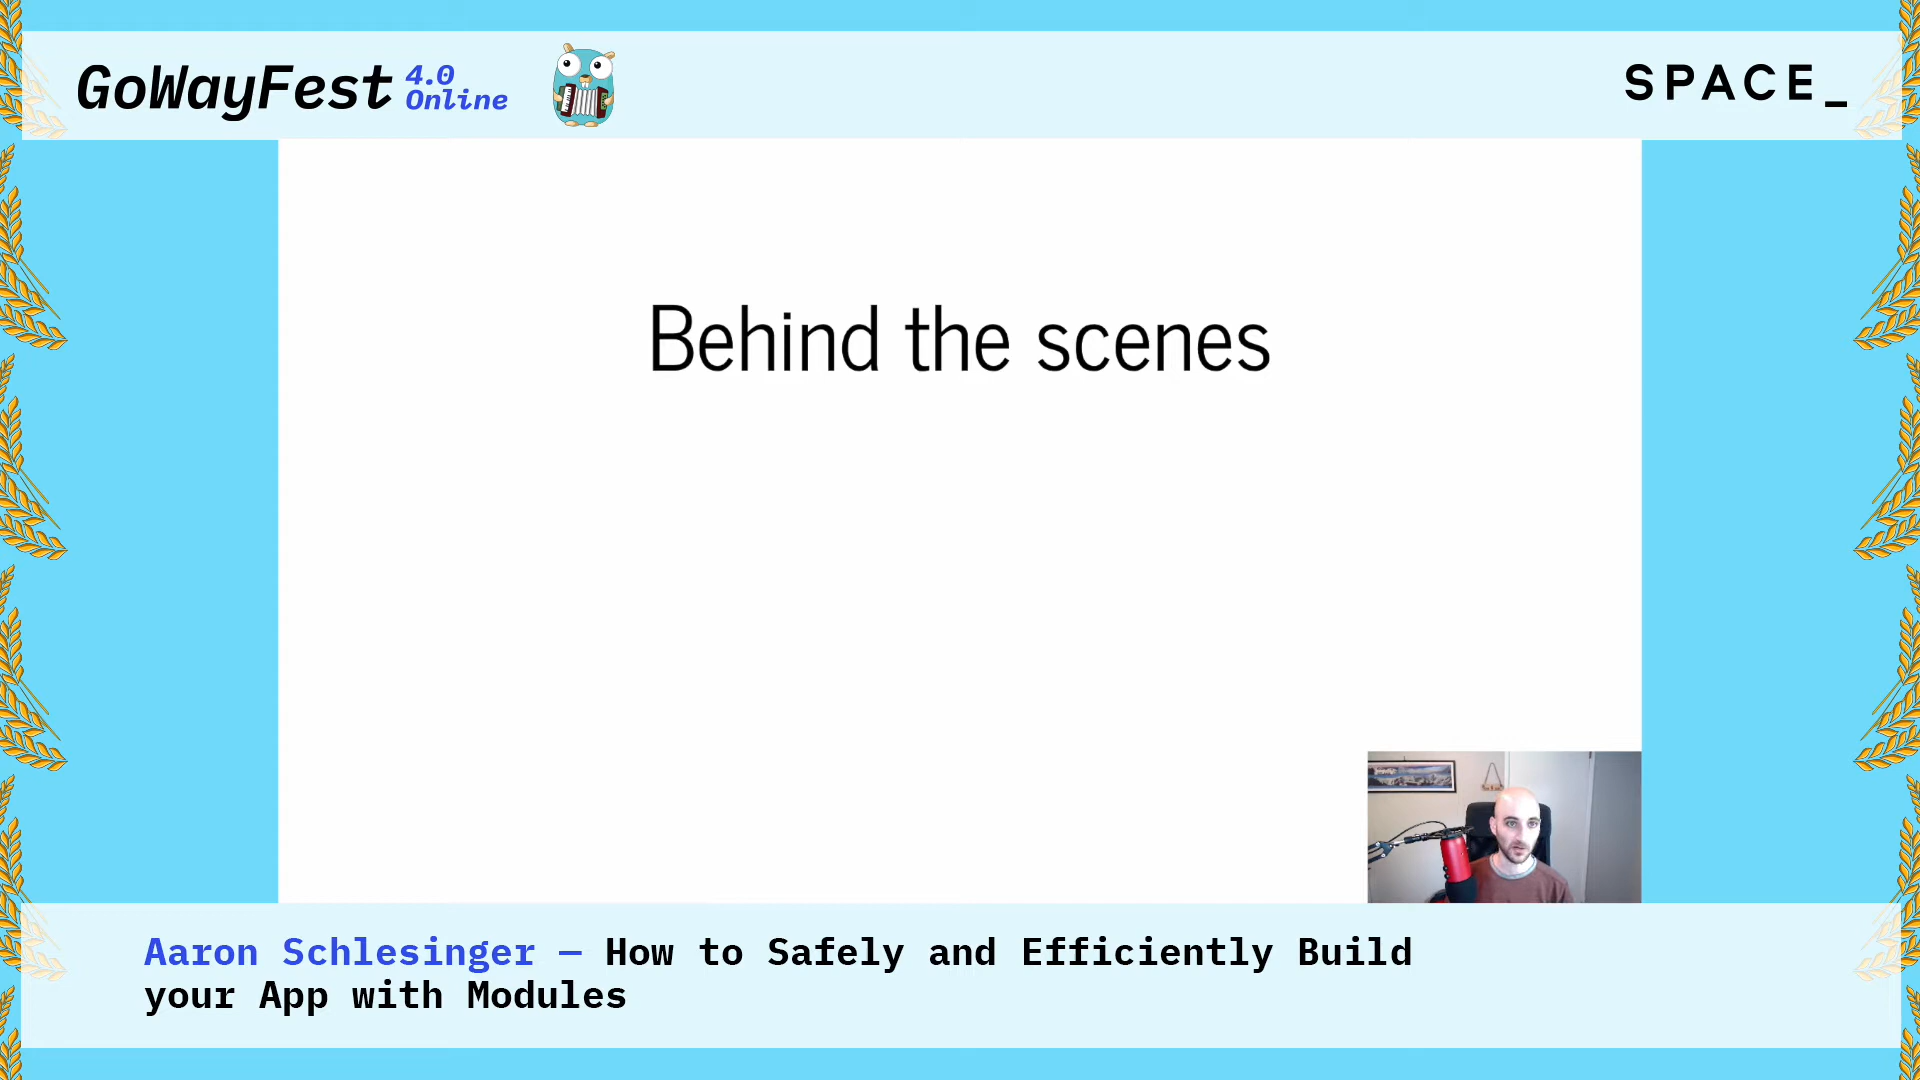 GoWayFest 4.0
Online
SPACE_
Behind the scenes
Aaron Schlesinger — How to Safely and Efficiently Build
your App with Modules